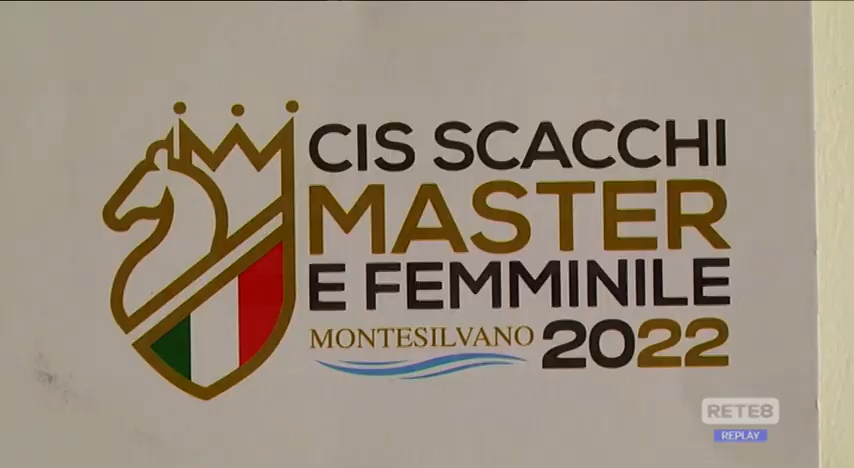 CIS SCACCHI
MASTER
E FEMMINILE
MONTESILVANO 2022
RETE8
REPLAY